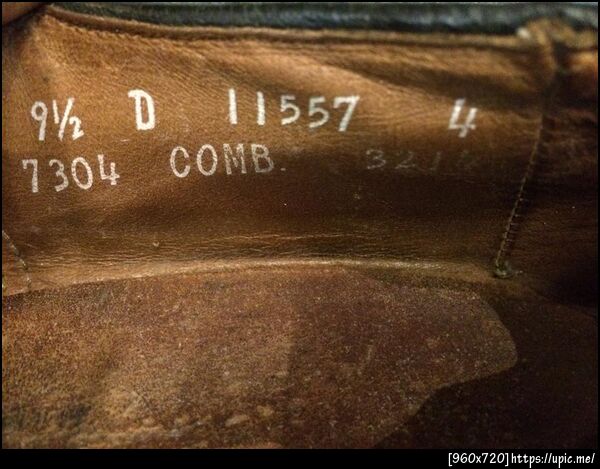 9½ D 11557 4
7304 COMB.
[960x720]https://upic.me/